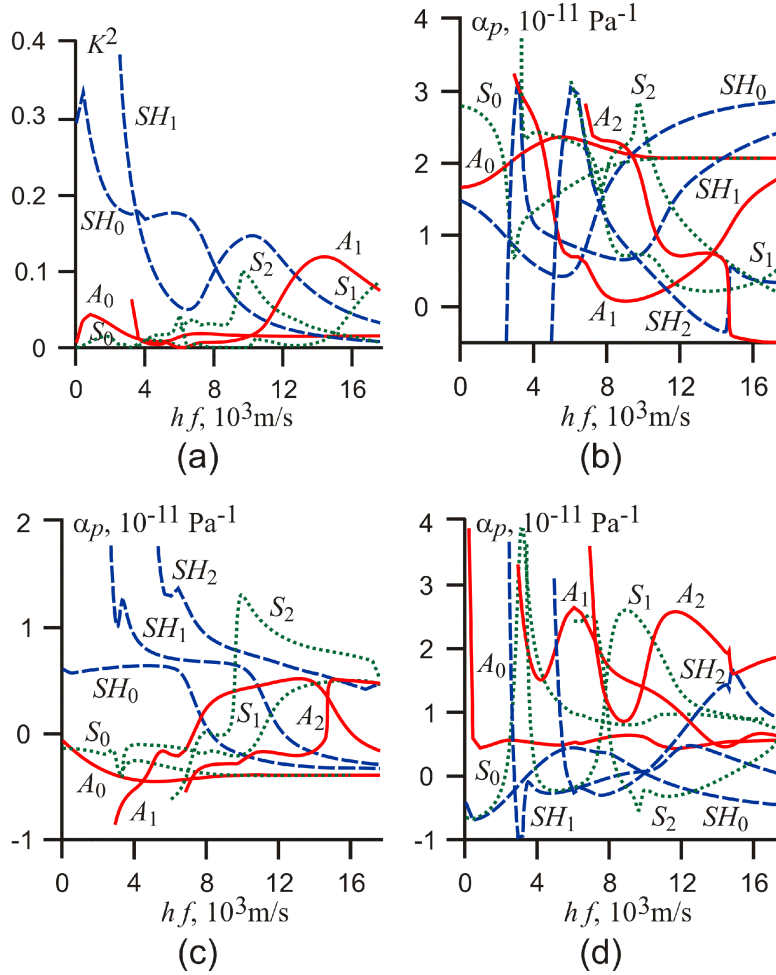 K²
0.4
0.3
0.2
0.1
0
SH₁
SH₀
A₀
S₀
S₂
A₁
S₁
0 4 8 12 16
h f, 10³m/s
(a)
αₚ, 10⁻¹¹ Pa⁻¹
4
3
2
1
0
S₀
A₀
A₂
S₂
SH₀
SH₁
A₁
SH₂
S₁
0 4 8 12 16
h f, 10³m/s
(b)
αₚ, 10⁻¹¹ Pa⁻¹
2
1
0
-1
SH₂
SH₁
SH₀
S₂
S₀
A₀
A₁
S₁
A₂
0 4 8 12 16
h f, 10³m/s
(c)
αₚ, 10⁻¹¹ Pa⁻¹
4
3
2
1
0
-1
A₁
S₁
A₂
A₀
SH₂
S₀
SH₁
S₂
SH₀
0 4 8 12 16
h f, 10³m/s
(d)